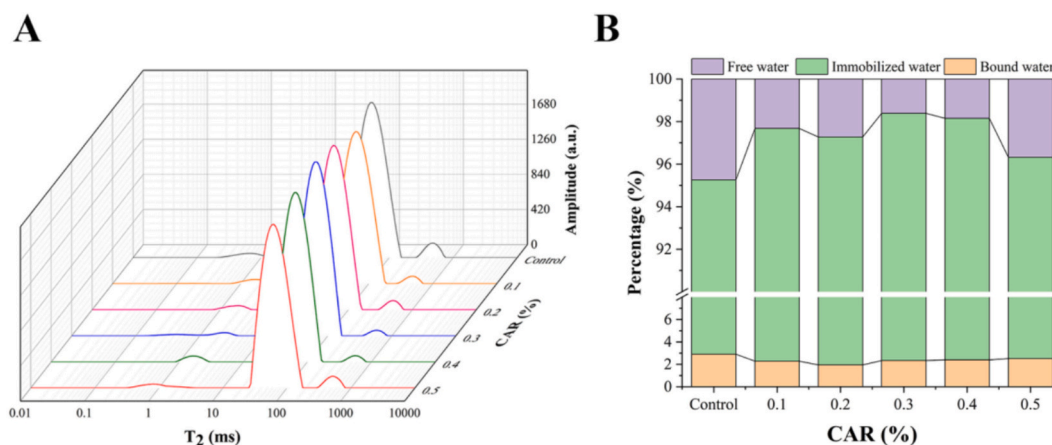 A
1680
1260
840
420
0
Amplitude (a.u.)
Control
0.1
0.2
0.3
0.4
0.5
CAR (%)
0.01
0.1
1
10
100
1000
10000
T2 (ms)
B
Free water
Immobilized water
Bound water
100
98
96
94
92
6
4
2
0
Percentage (%)
Control
0.1
0.2
0.3
0.4
0.5
CAR (%)